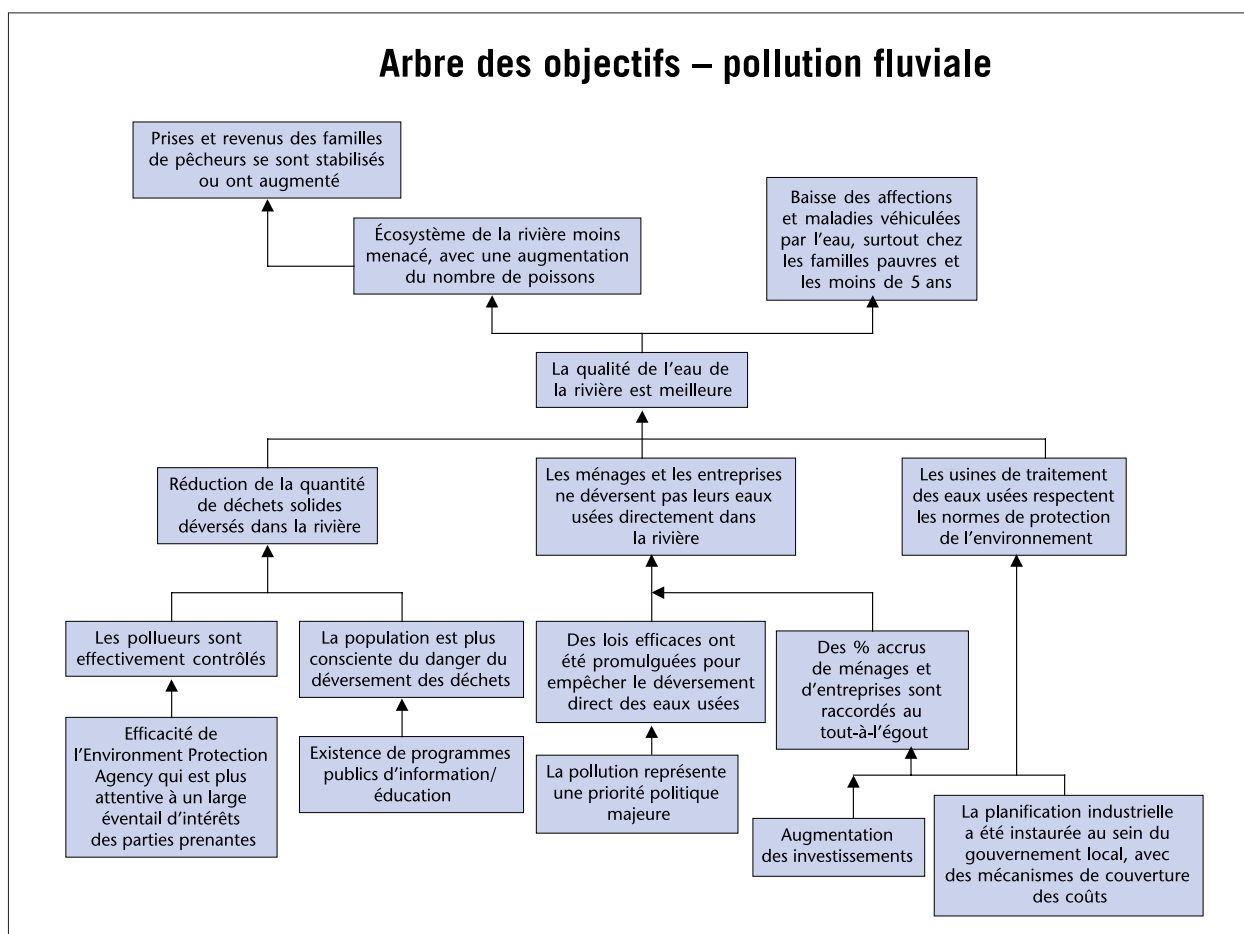 Arbre des objectifs – pollution fluviale
Prises et revenus des familles
de pêcheurs se sont stabilisés
ou ont augmenté
Écosystème de la rivière moins
menacé, avec une augmentation
du nombre de poissons
Baisse des affections
et maladies véhiculées
par l’eau, surtout chez
les familles pauvres et
les moins de 5 ans
La qualité de l’eau de
la rivière est meilleure
Réduction de la quantité
de déchets solides
déversés dans la rivière
Les ménages et les entreprises
ne déversent pas leurs eaux
usées directement dans
la rivière
Les usines de traitement
des eaux usées respectent
les normes de protection
de l’environnement
Les pollueurs sont
effectivement contrôlés
La population est plus
consciente du danger du
déversement des déchets
Des lois efficaces ont
été promulguées pour
empêcher le déversement
direct des eaux usées
Des % accrus
de ménages et
d’entreprises sont
raccordés au
tout-à-l’égout
Efficacité de
l’Environment Protection
Agency qui est plus
attentive à un large
éventail d’intérêts
des parties prenantes
Existence de programmes
publics d’information/
éducation
La pollution représente
une priorité politique
majeure
Augmentation
des investissements
La planification industrielle
a été instaurée au sein du
gouvernement local, avec
des mécanismes de couverture
des coûts